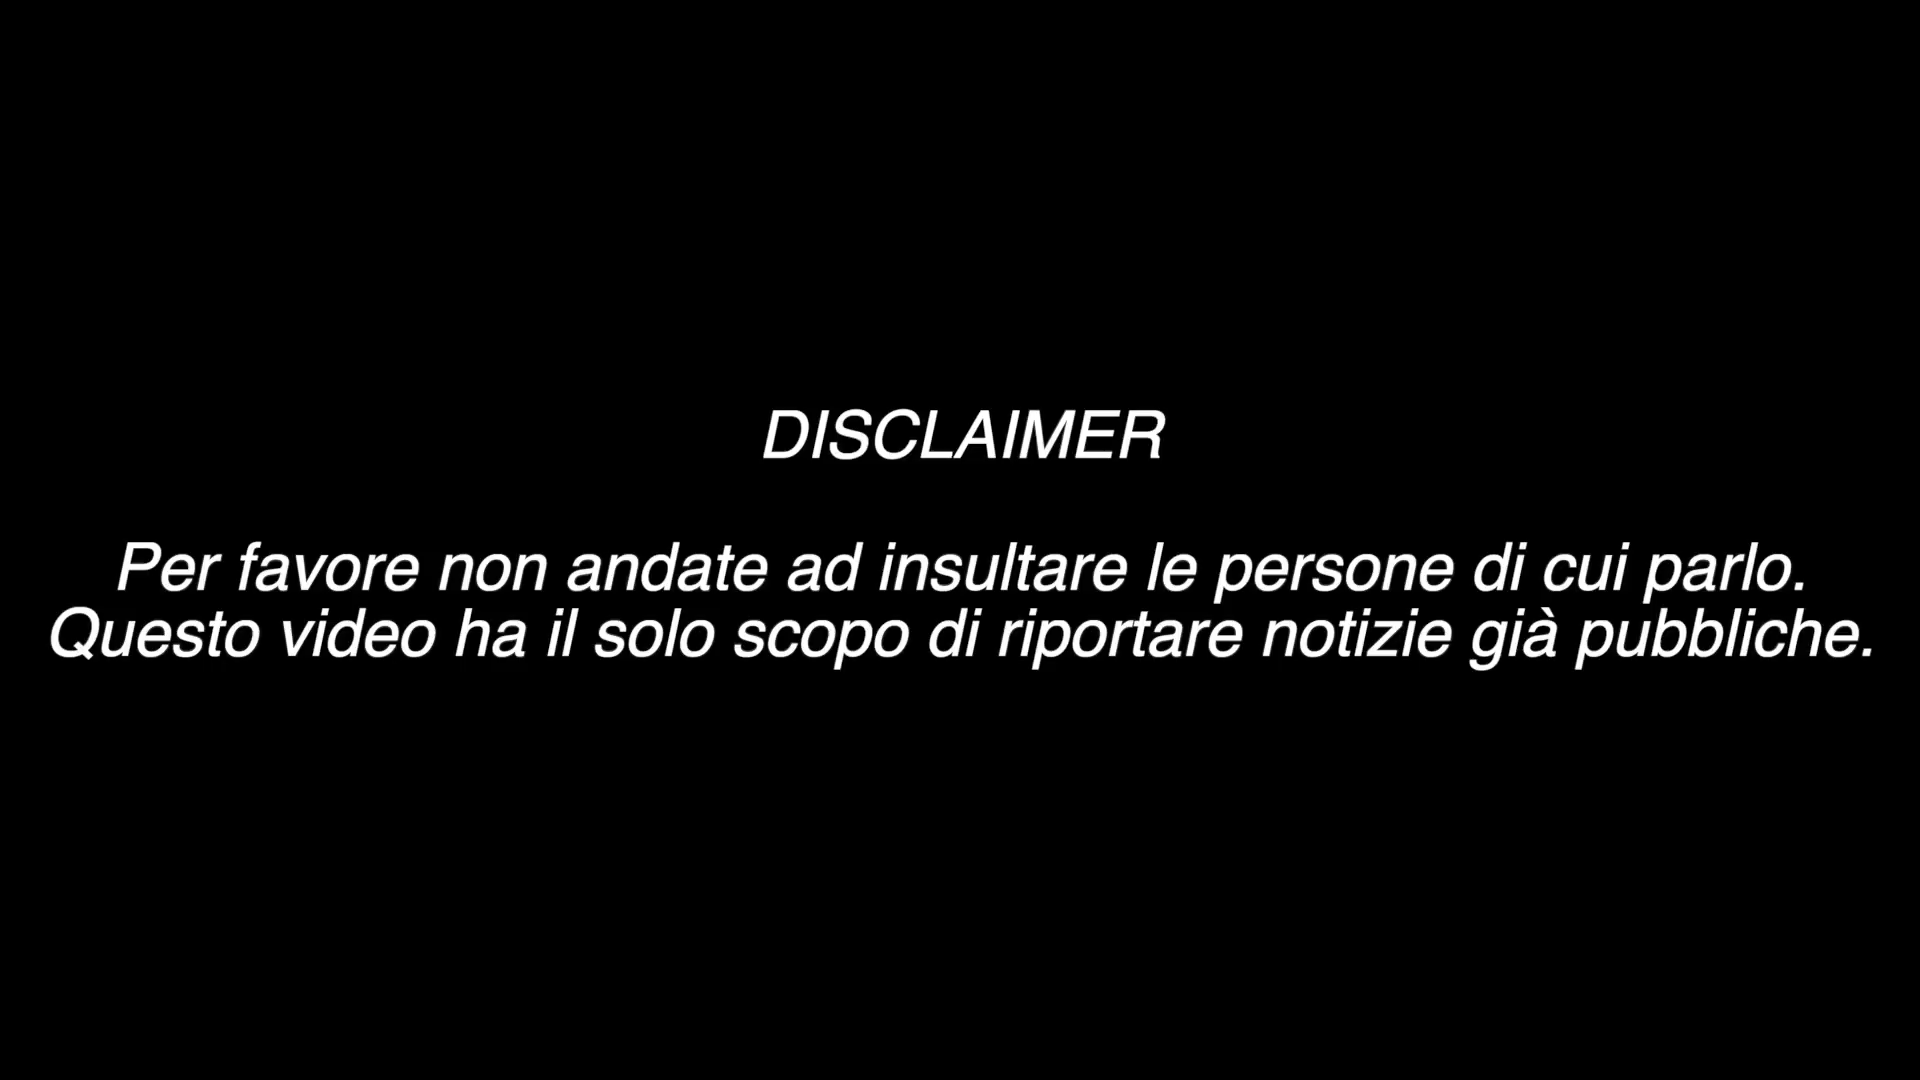 DISCLAIMER
Per favore non andate ad insultare le persone di cui parlo.
Questo video ha il solo scopo di riportare notizie già pubbliche.